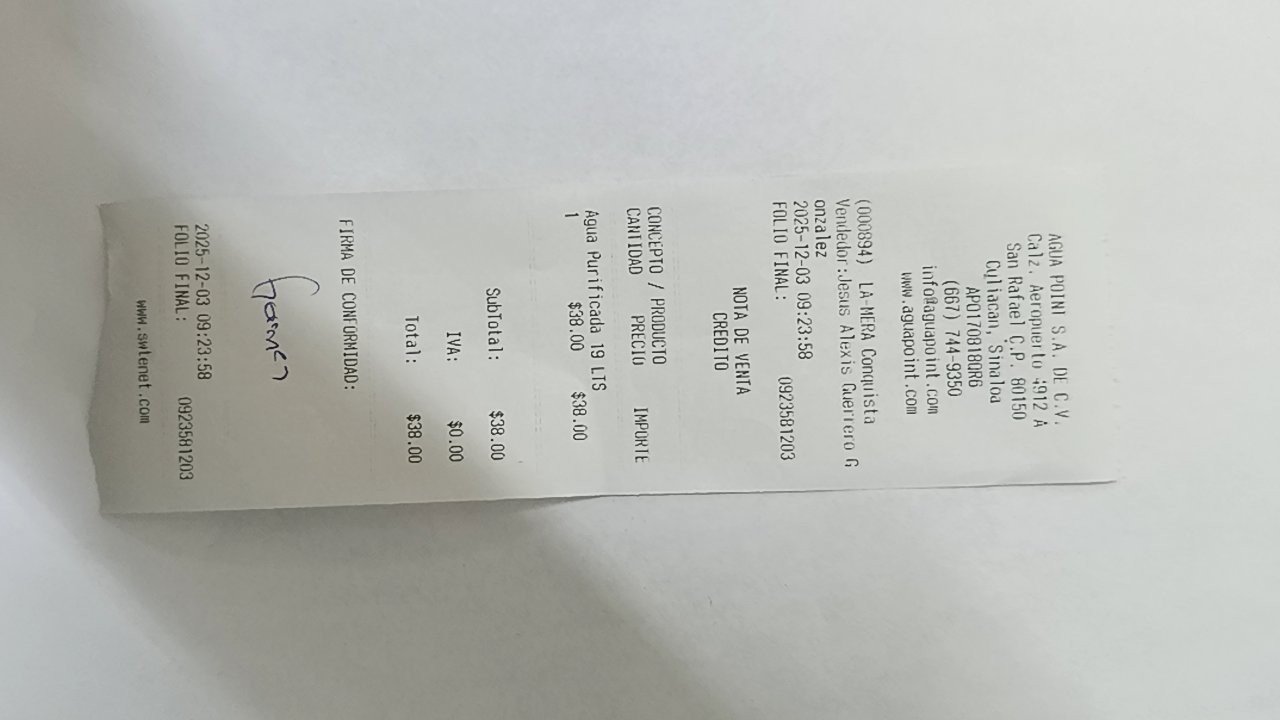 AGUA POINT S.A. DE C.V.
Calz. Aeropuerto 4912 A
San Rafael C.P. 80150
Culiacan, Sinaloa
APO170818QR6
(667) 744-9350
info@aguapoint.com
www.aguapoint.com
(000894) LA-MERA Conquista
Vendedor:Jesus Alexis Guerrero G
onzalez
2025-12-03 09:23:58
FOLIO FINAL: 0923581203
NOTA DE VENTA
CREDITO
CONCEPTO / PRODUCTO
CANTIDAD PRECIO IMPORTE
Agua Purificada 19 LTS
1 $38.00 $38.00
SubTotal: $38.00
IVA: $0.00
Total: $38.00
FIRMA DE CONFORMIDAD:
2025-12-03 09:23:58
FOLIO FINAL: 0923581203
www.swtenet.com